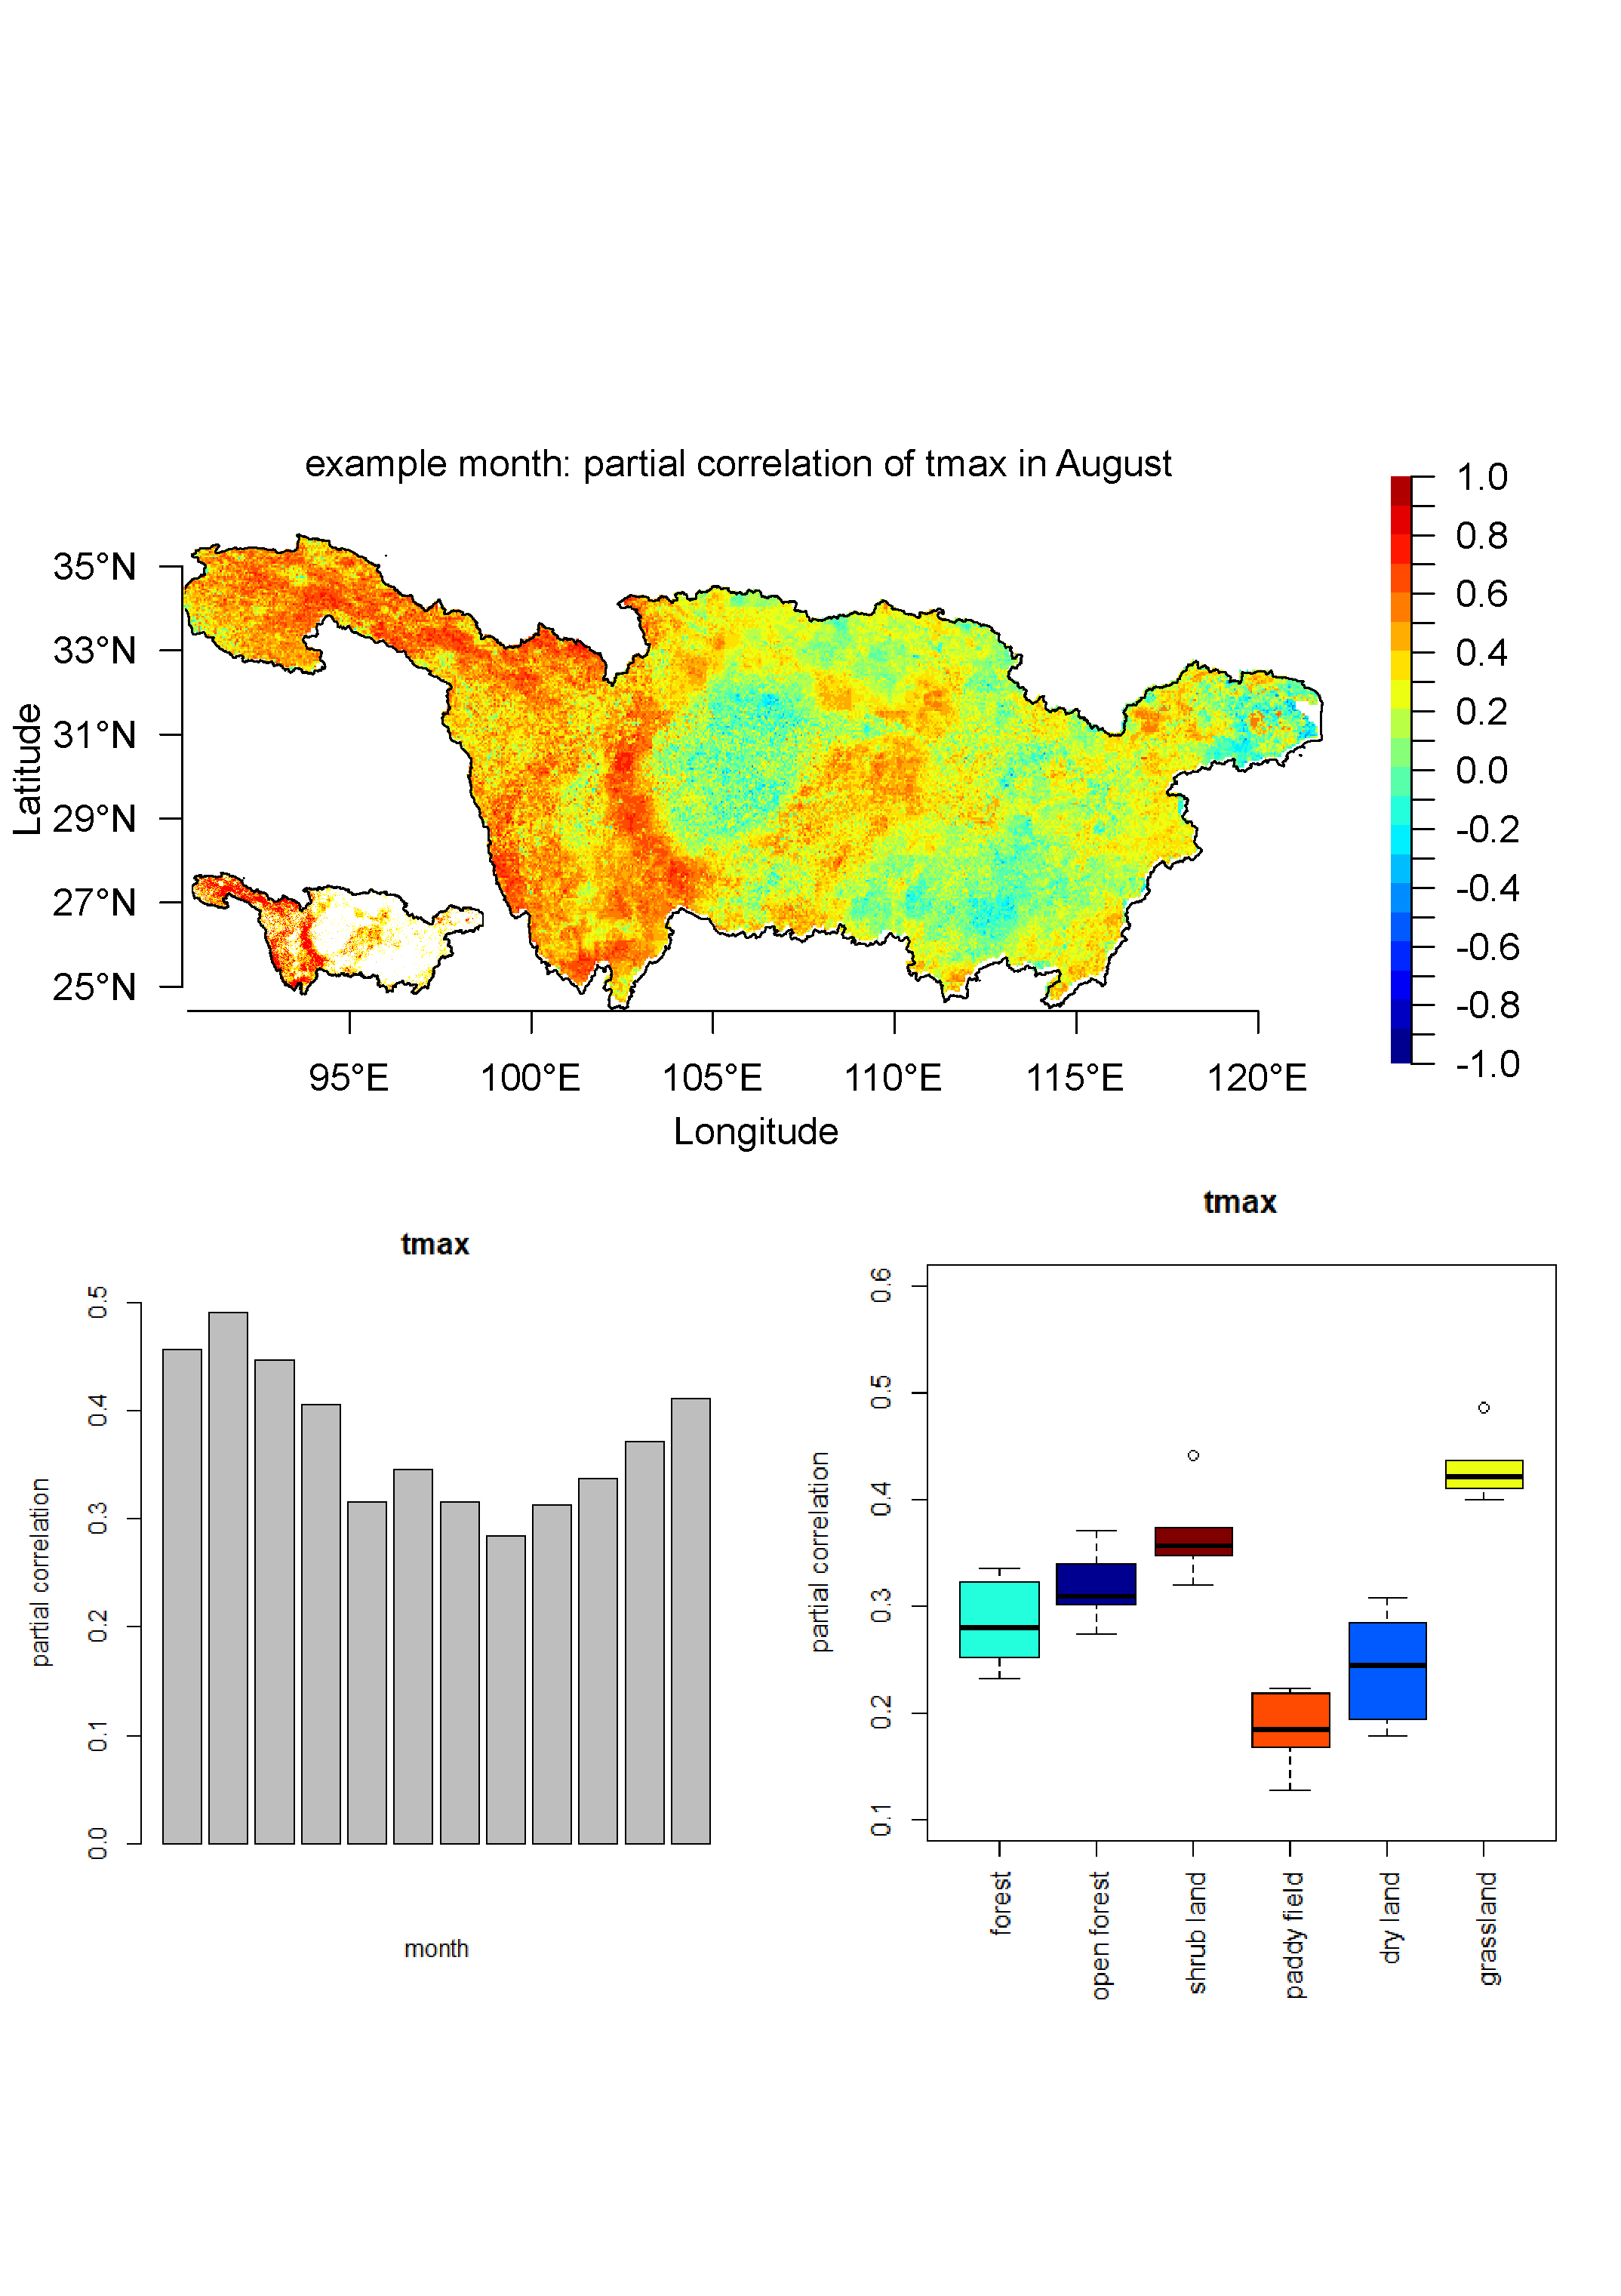 example month: partial correlation of tmax in August
1.0
0.8
0.6
0.4
0.2
0.0
-0.2
-0.4
-0.6
-0.8
-1.0
35°N
33°N
31°N
29°N
27°N
25°N
Latitude
95°E 100°E 105°E 110°E 115°E 120°E
Longitude
tmax
0.5
0.4
0.3
0.2
0.1
0.0
partial correlation
month
tmax
0.6
0.5
0.4
0.3
0.2
0.1
partial correlation
forest
open forest
shrub land
paddy field
dry land
grassland